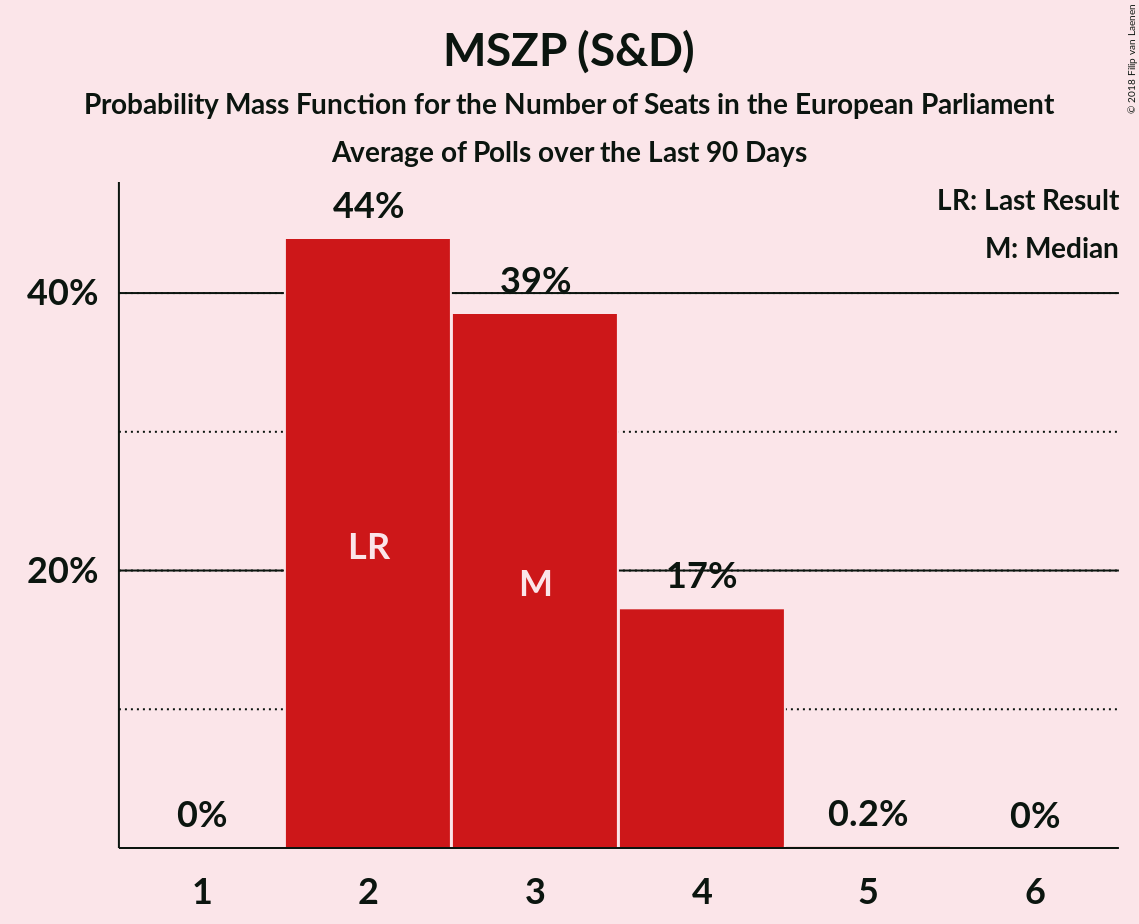 MSZP (S&D)
Probability Mass Function for the Number of Seats in the European Parliament
Average of Polls over the Last 90 Days
© 2018 Filip van Laenen
LR: Last Result
M: Median
44%
39%
40%
LR
M
20%
17%
0%
0.2%
0%
1 2 3 4 5 6